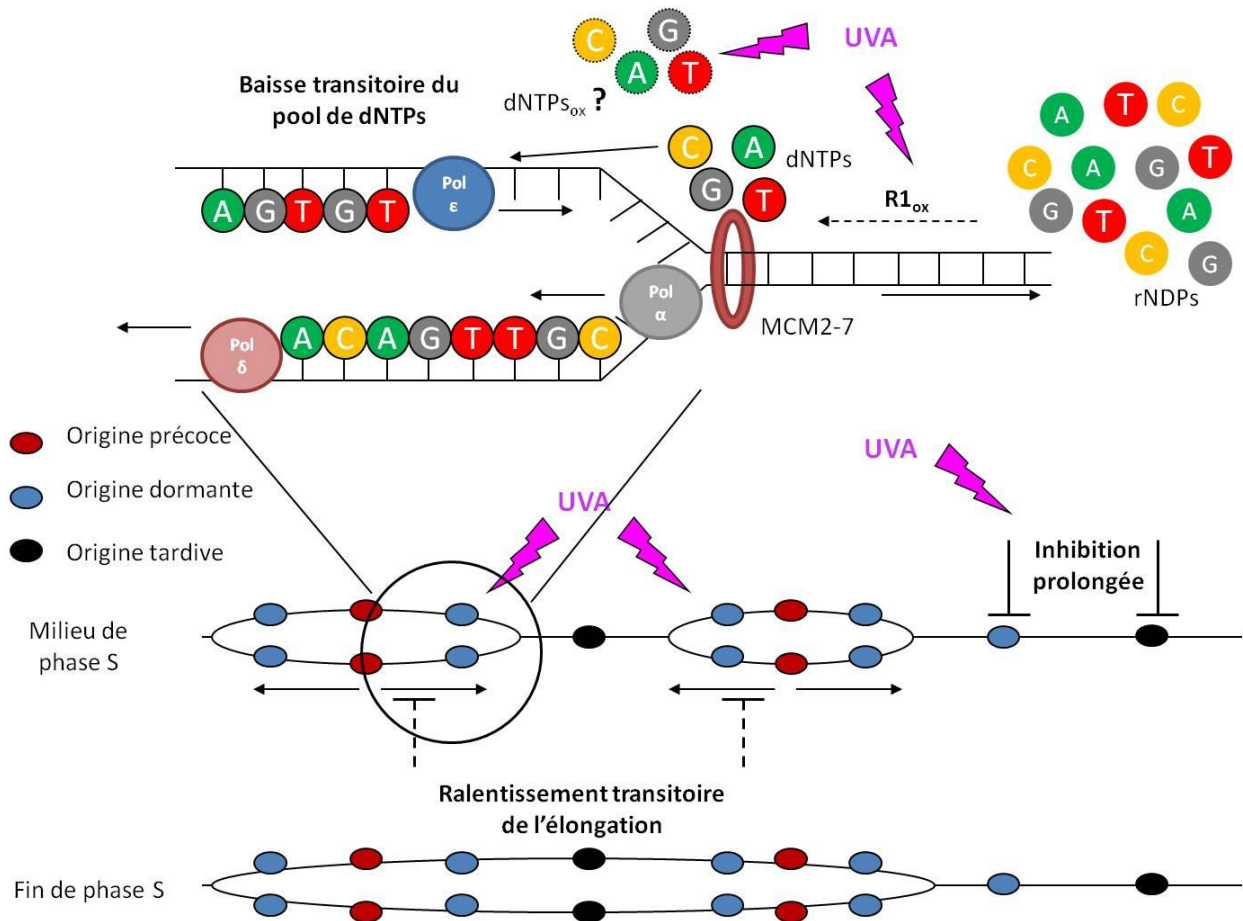 C
G
A
T
UVA
Baisse transitoire du
pool de dNTPs
dNTPsox ?
C
A
dNTPs
G
T
A
T
C
C
A
G
T
G
T
A
C
G
rNDPs
R1ox
Pol
ε
A
G
T
G
T
Pol
α
MCM2-7
Pol
δ
A
C
A
G
T
T
G
C
Origine précoce
Origine dormante
Origine tardive
UVA
UVA
Inhibition
prolongée
Milieu de
phase S
Ralentissement transitoire
de l'élongation
Fin de phase S